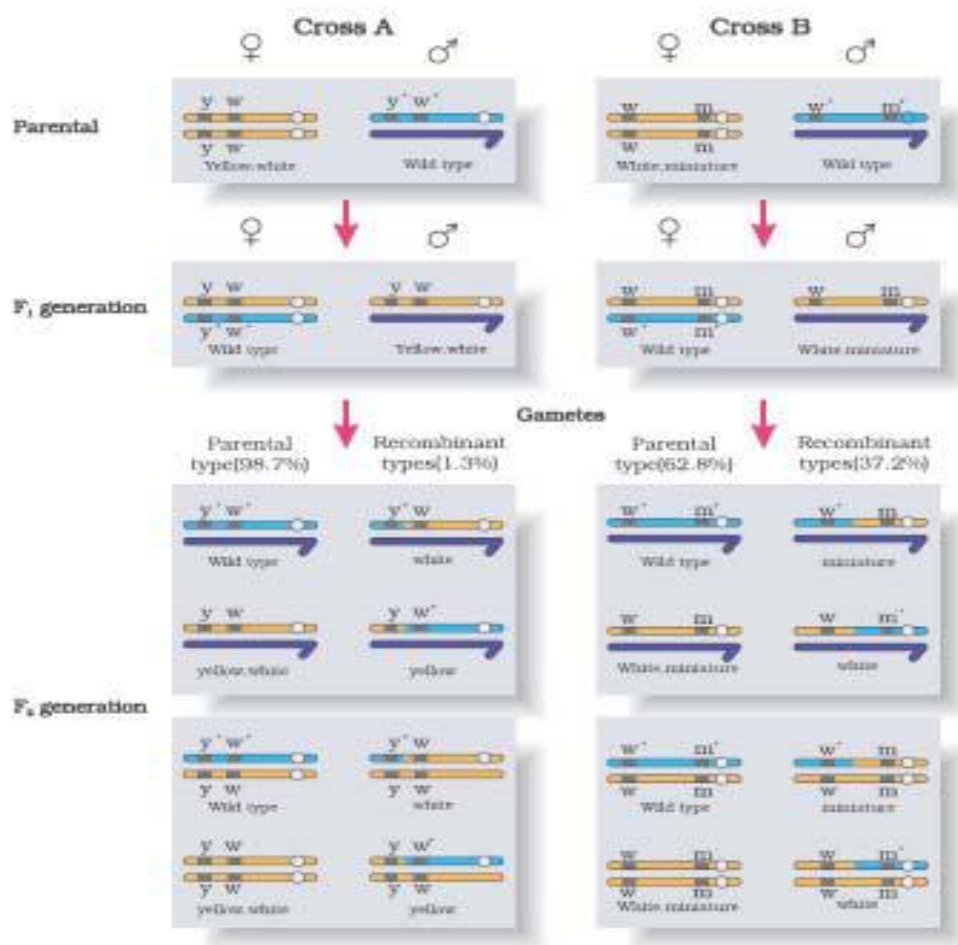 Cross A
Cross B
♀ ♂ ♀ ♂
Parental
y w
y⁺ w⁺
y w
Yellow,white
Wild type
w m
w⁺ m⁺
w m
White,miniature
Wild type
♀ ♂ ♀ ♂
F₁ generation
y w
y w
y⁺ w⁺
Wild type
Yellow,white
w m
w m
w⁺ m⁺
Wild type
White,miniature
Gametes
Parental
type(98.7%)
Recombinant
types(1.3%)
Parental
type(62.8%)
Recombinant
types(37.2%)
y⁺ w⁺
Wild type
y⁺ w
white
w⁺ m⁺
Wild type
w⁺ m
miniature
y w
yellow,white
y w⁺
yellow
w m
White,miniature
w m⁺
white
F₂ generation
y⁺ w⁺
y w
Wild type
y⁺ w
y w
white
w⁺ m⁺
w m
Wild type
w⁺ m
w m
miniature
y w
y w
yellow,white
y w⁺
y w
yellow
w m
w m
White,miniature
w m⁺
w m
white